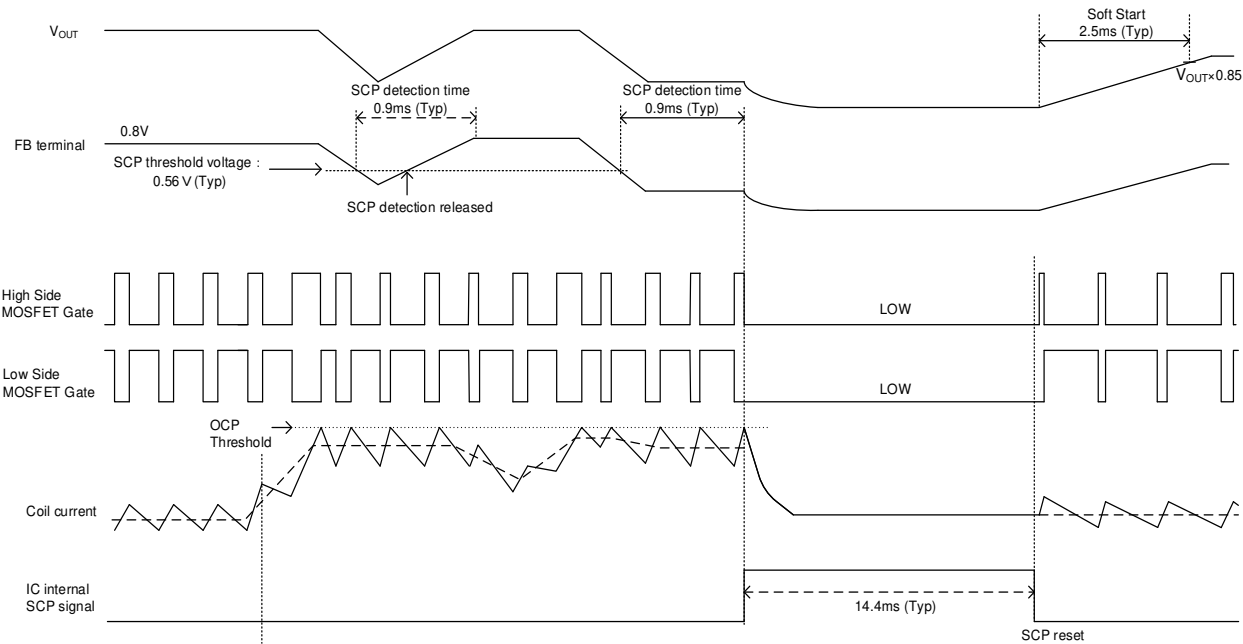 Soft Start
2.5ms (Typ)
VOUT
VOUT×0.85
SCP detection time
0.9ms (Typ)
SCP detection time
0.9ms (Typ)
0.8V
FB terminal
SCP threshold voltage :
0.56 V (Typ)
SCP detection released
High Side
MOSFET Gate
LOW
Low Side
MOSFET Gate
LOW
OCP
Threshold
Coil current
IC internal
SCP signal
14.4ms (Typ)
SCP reset